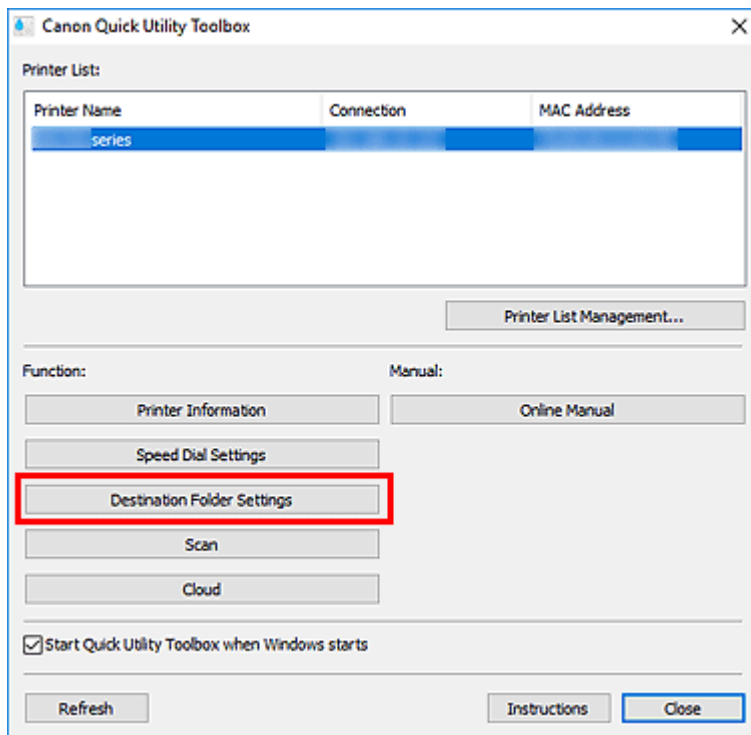 Canon Quick Utility Toolbox
Printer List:
Printer Name Connection MAC Address
series
Printer List Management...
Function: Manual:
Printer Information Online Manual
Speed Dial Settings
Destination Folder Settings
Scan
Cloud
Start Quick Utility Toolbox when Windows starts
Refresh Instructions Close